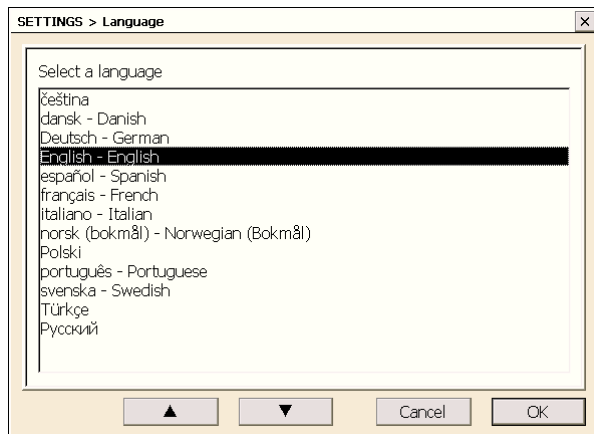 SETTINGS > Language
Select a language
čeština
dansk - Danish
Deutsch - German
English - English
español - Spanish
français - French
italiano - Italian
norsk (bokmål) - Norwegian (Bokmål)
Polski
português - Portuguese
svenska - Swedish
Türkçe
Русский
Cancel OK